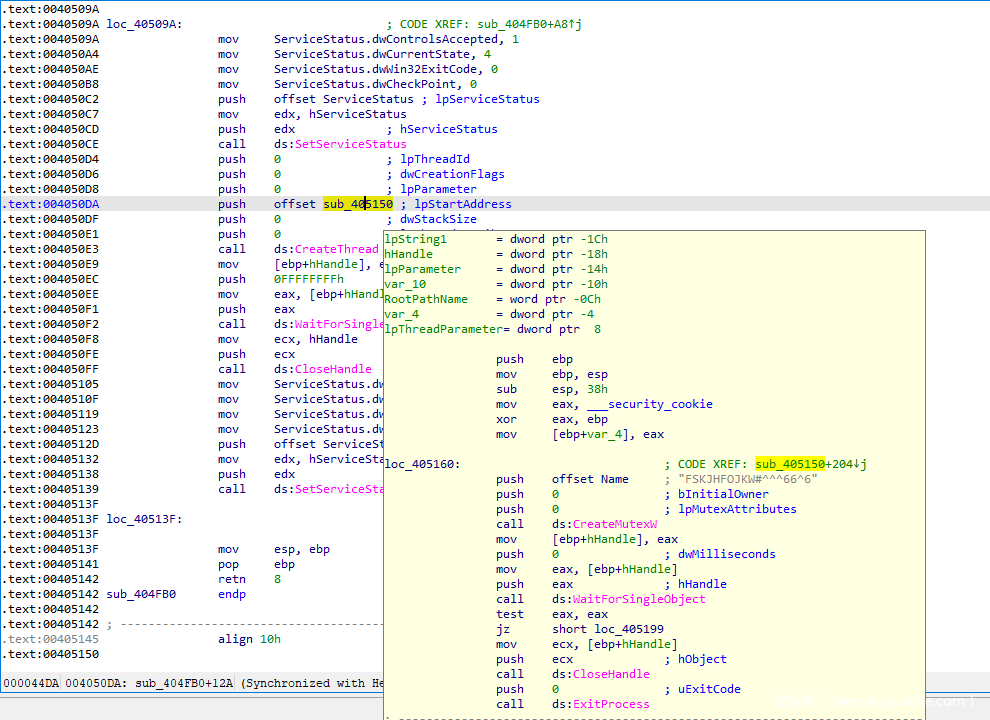 .text:0040509A
.text:0040509A loc_40509A: ; CODE XREF: sub_404FB0+A8↑j
.text:0040509A mov ServiceStatus.dwControlsAccepted, 1
.text:004050A4 mov ServiceStatus.dwCurrentState, 4
.text:004050AE mov ServiceStatus.dwWin32ExitCode, 0
.text:004050B8 mov ServiceStatus.dwCheckPoint, 0
.text:004050C2 push offset ServiceStatus ; lpServiceStatus
.text:004050C7 mov edx, hServiceStatus
.text:004050CD push edx ; hServiceStatus
.text:004050CE call ds:SetServiceStatus
.text:004050D4 push 0 ; lpThreadId
.text:004050D6 push 0 ; dwCreationFlags
.text:004050D8 push 0 ; lpParameter
.text:004050DA push offset sub_405150 ; lpStartAddress
.text:004050DF push 0 ; dwStackSize
.text:004050E1 push 0
.text:004050E3 call ds:CreateThread
.text:004050E9 mov [ebp+hHandle], e
.text:004050EC push 0FFFFFFFFh
.text:004050EE mov eax, [ebp+hHandl
.text:004050F1 push eax
.text:004050F2 call ds:WaitForSingle
.text:004050F8 mov ecx, hHandle
.text:004050FE push ecx
.text:004050FF call ds:CloseHandle
.text:00405105 mov ServiceStatus.dw
.text:0040510F mov ServiceStatus.dw
.text:00405119 mov ServiceStatus.dw
.text:00405123 mov ServiceStatus.dw
.text:0040512D push offset ServiceSt
.text:00405132 mov edx, hServiceSta
.text:00405138 push edx
.text:00405139 call ds:SetServiceSta
.text:0040513F
.text:0040513F loc_40513F:
.text:0040513F
.text:0040513F mov esp, ebp
.text:00405141 pop ebp
.text:00405142 retn 8
.text:00405142 sub_404FB0 endp
.text:00405142
.text:00405142 ; -----------------------------------
.text:00405145 align 10h
.text:00405150
000044DA 004050DA: sub_404FB0+12A (Synchronized with He
lpString1 = dword ptr -1Ch
hHandle = dword ptr -18h
lpParameter = dword ptr -14h
var_10 = dword ptr -10h
RootPathName = word ptr -0Ch
var_4 = dword ptr -4
lpThreadParameter= dword ptr 8
push ebp
mov ebp, esp
sub esp, 38h
mov eax, ___security_cookie
xor eax, ebp
mov [ebp+var_4], eax
loc_405160: ; CODE XREF: sub_405150+204↓j
push offset Name ; "FSKJHFOJKW#^^^66^6"
push 0 ; bInitialOwner
push 0 ; lpMutexAttributes
call ds:CreateMutexW
mov [ebp+hHandle], eax
push 0 ; dwMilliseconds
mov eax, [ebp+hHandle]
push eax ; hHandle
call ds:WaitForSingleObject
test eax, eax
jz short loc_405199
mov ecx, [ebp+hHandle]
push ecx ; hObject
call ds:CloseHandle
push 0 ; uExitCode
call ds:ExitProcess